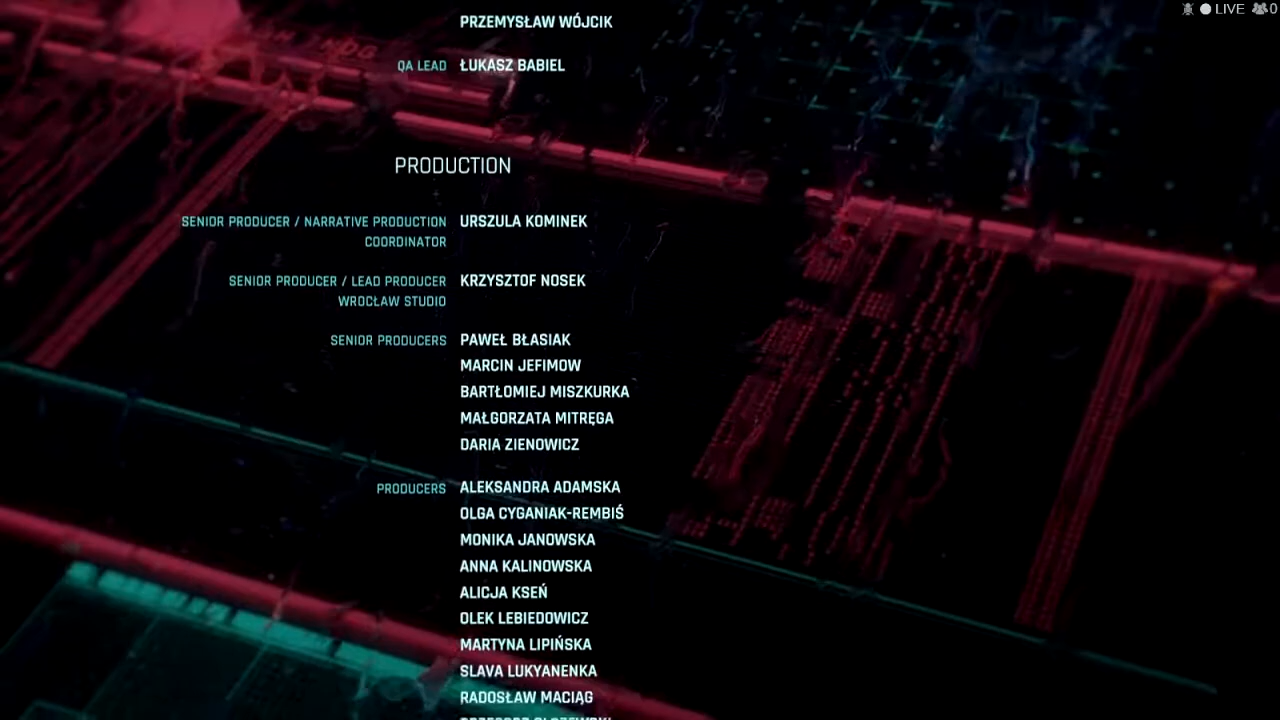 LIVE 0
PRZEMYSŁAW WÓJCIK
QA LEAD ŁUKASZ BABIEL
PRODUCTION
SENIOR PRODUCER / NARRATIVE PRODUCTION URSZULA KOMINEK
COORDINATOR
SENIOR PRODUCER / LEAD PRODUCER KRZYSZTOF NOSEK
WROCŁAW STUDIO
SENIOR PRODUCERS PAWEŁ BŁASIAK
MARCIN JEFIMOW
BARTŁOMIEJ MISZKURKA
MAŁGORZATA MITRĘGA
DARIA ZIENOWICZ
PRODUCERS ALEKSANDRA ADAMSKA
OLGA CYGANIAK-REMBIŚ
MONIKA JANOWSKA
ANNA KALINOWSKA
ALICJA KSEŃ
OLEK LEBIEDOWICZ
MARTYNA LIPIŃSKA
SLAVA LUKYANENKA
RADOSŁAW MACIĄG